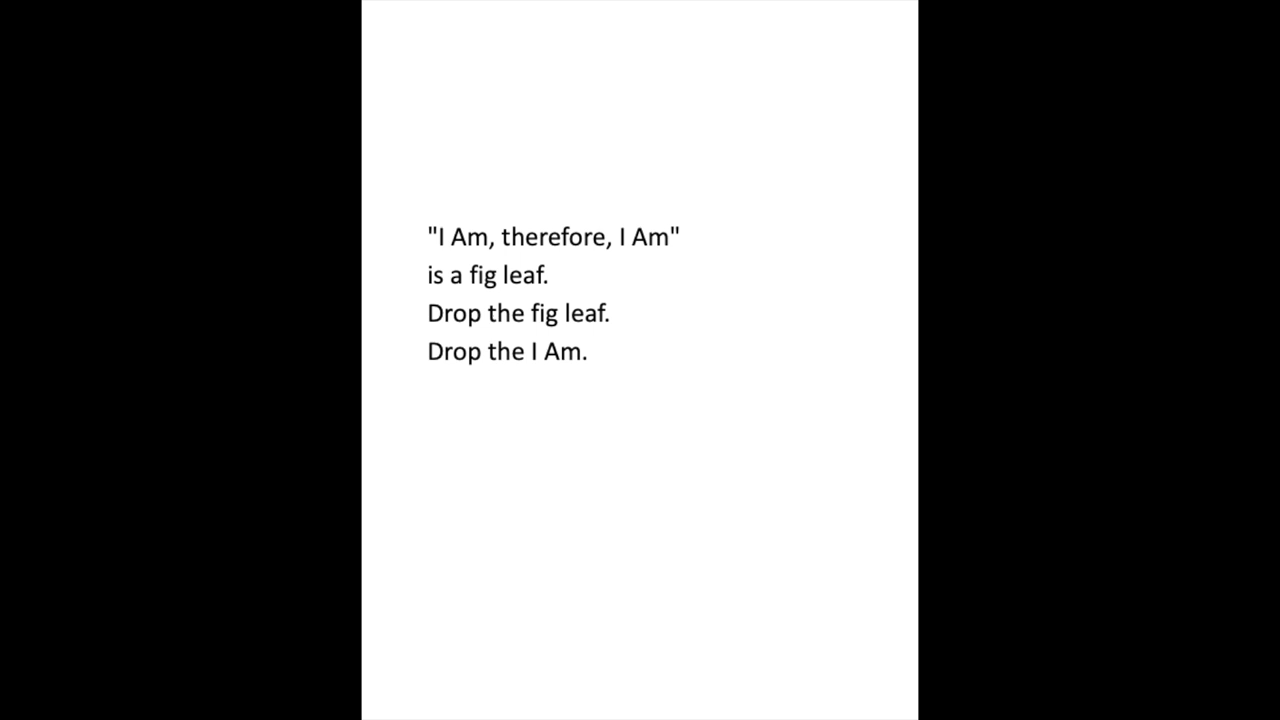 "I Am, therefore, I Am"
is a fig leaf.
Drop the fig leaf.
Drop the I Am.